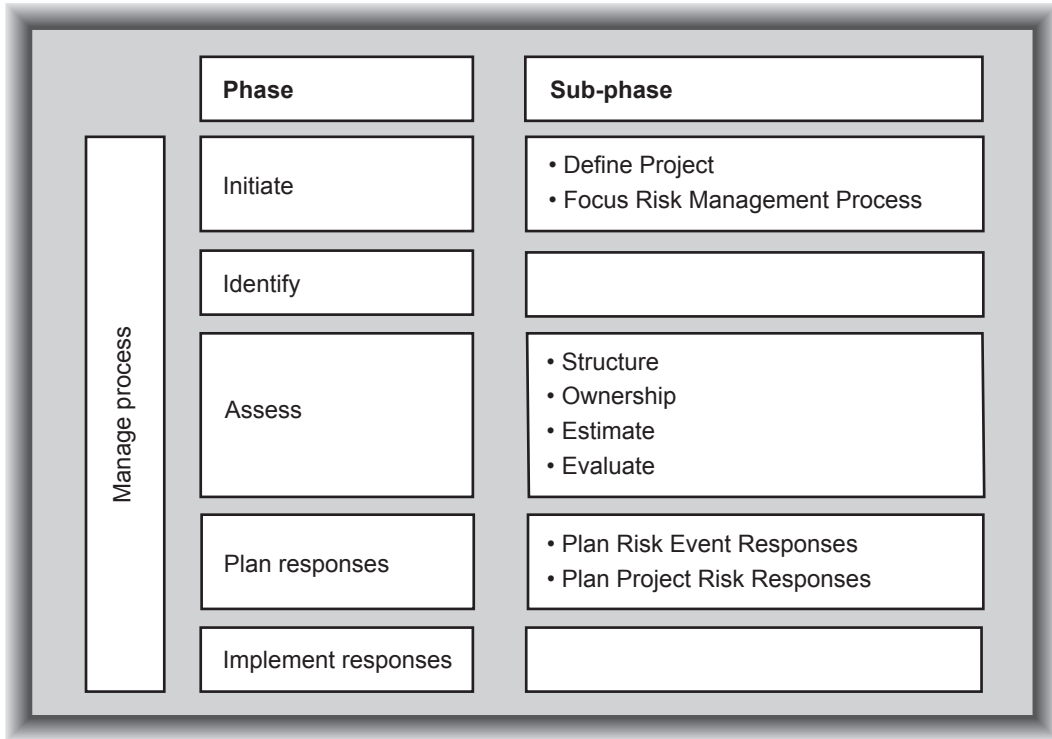 Phase
Sub-phase
Manage process
Initiate
• Define Project
• Focus Risk Management Process
Identify
Assess
• Structure
• Ownership
• Estimate
• Evaluate
Plan responses
• Plan Risk Event Responses
• Plan Project Risk Responses
Implement responses